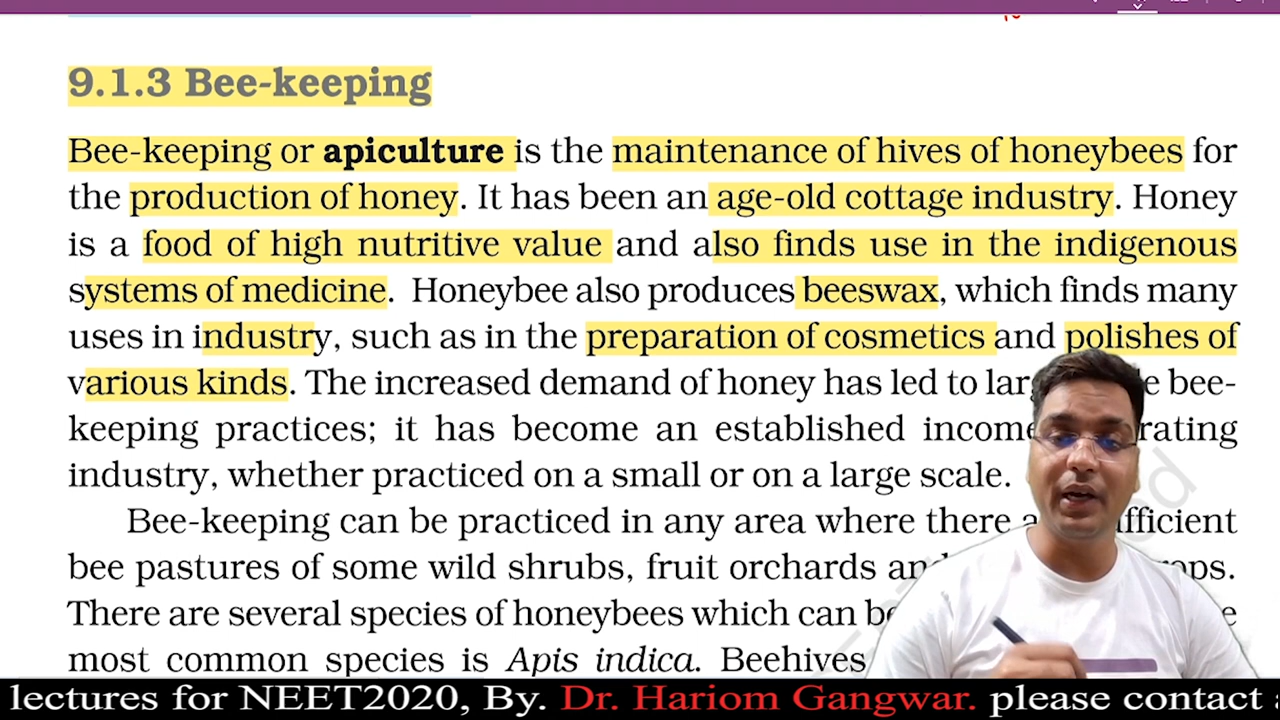 9.1.3 Bee-keeping
Bee-keeping or apiculture is the maintenance of hives of honeybees for
the production of honey. It has been an age-old cottage industry. Honey
is a food of high nutritive value and also finds use in the indigenous
systems of medicine. Honeybee also produces beeswax, which finds many
uses in industry, such as in the preparation of cosmetics and polishes of
various kinds. The increased demand of honey has led to bee-
keeping practices; it has become an established income
industry, whether practiced on a small or on a large scale.
Bee-keeping can be practiced in any area where there
bee pastures of some wild shrubs, fruit orchards
There are several species of honeybees which can
most common species is Apis indica. Beehives
lectures for NEET2020, By. Dr. Hariom Gangwar. please contact